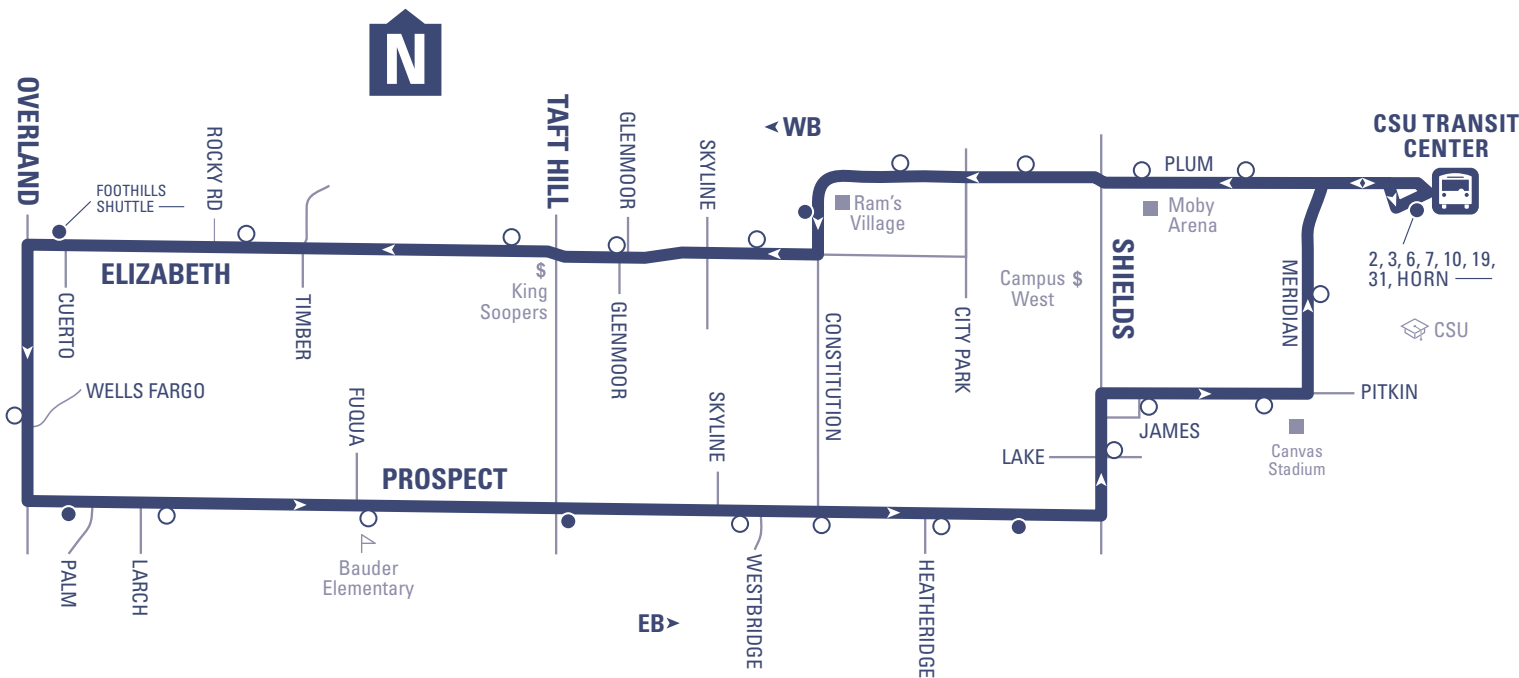 N
OVERLAND
ROCKY RD
FOOTHILLS
SHUTTLE
TAFT HILL
GLENMOOR
SKYLINE
WB
CSU TRANSIT
CENTER
PLUM
Ram's
Village
Moby
Arena
ELIZABETH
CUERTO
TIMBER
$
King
Soopers
GLENMOOR
CONSTITUTION
CITY PARK
Campus $
West
SHIELDS
MERIDIAN
2, 3, 6, 7, 10, 19,
31, HORN
CSU
WELLS FARGO
FUQUA
SKYLINE
PITKIN
JAMES
LAKE
Canvas
Stadium
PROSPECT
PALM
LARCH
Bauder
Elementary
WESTBRIDGE
HEATHERIDGE
EB